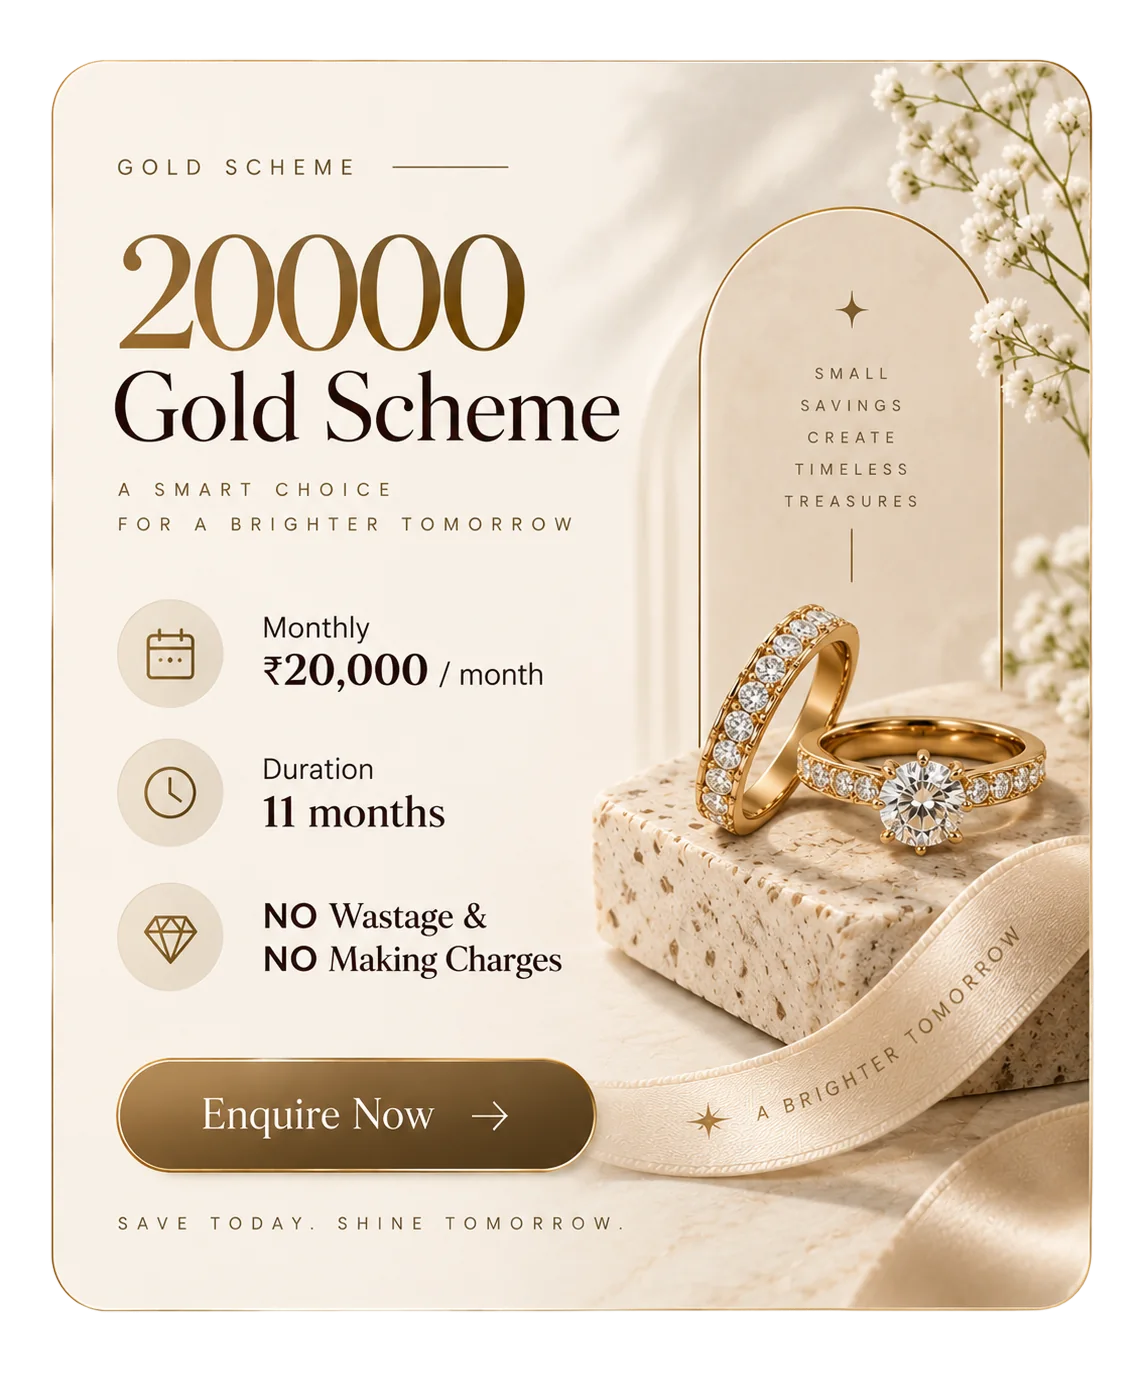 GOLD SCHEME
20000
Gold Scheme
A SMART CHOICE
FOR A BRIGHTER TOMORROW
Monthly
₹20,000 / month
Duration
11 months
NO Wastage &
NO Making Charges
Enquire Now
SAVE TODAY. SHINE TOMORROW.
SMALL
SAVINGS
CREATE
TIMELESS
TREASURES
A BRIGHTER TOMORROW